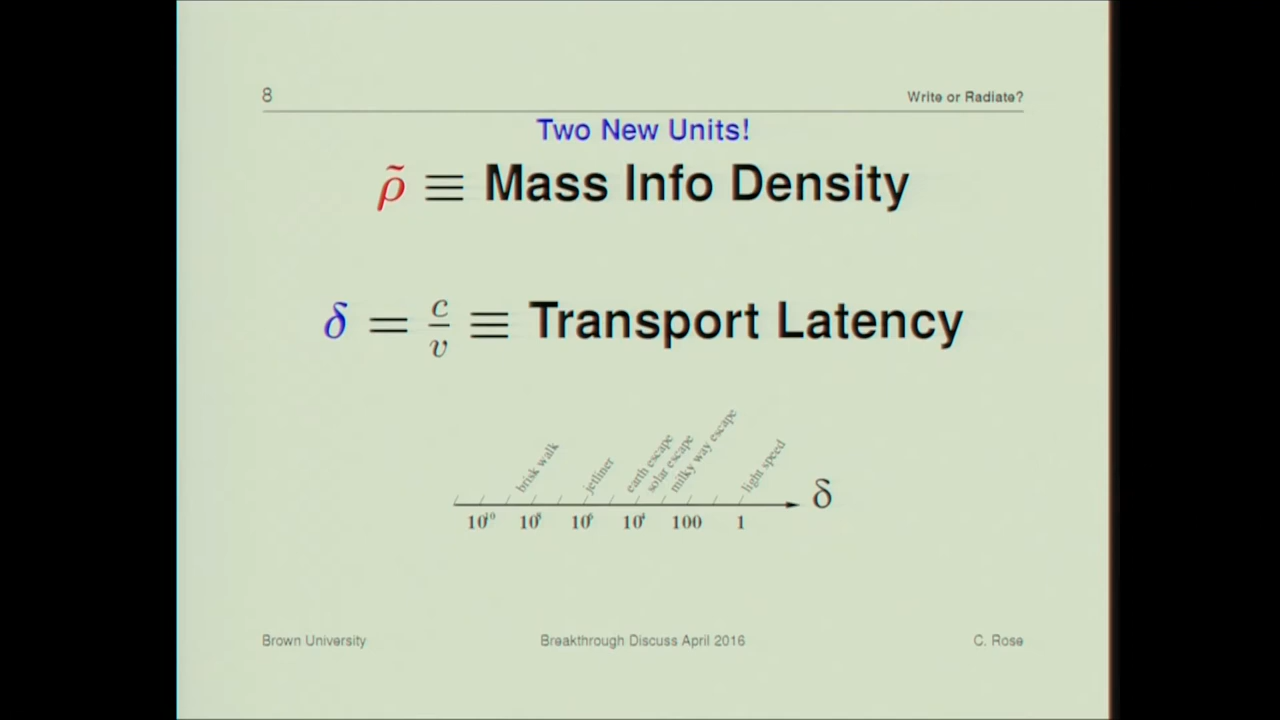 8 Write or Radiate?
Two New Units!
ρ̃ ≡ Mass Info Density
δ = c/v ≡ Transport Latency
brisk walk jetliner earth escape solar escape milky way escape light speed
δ
10¹⁰ 10⁸ 10⁶ 10⁴ 100 1
Brown University Breakthrough Discuss April 2016 C. Rose